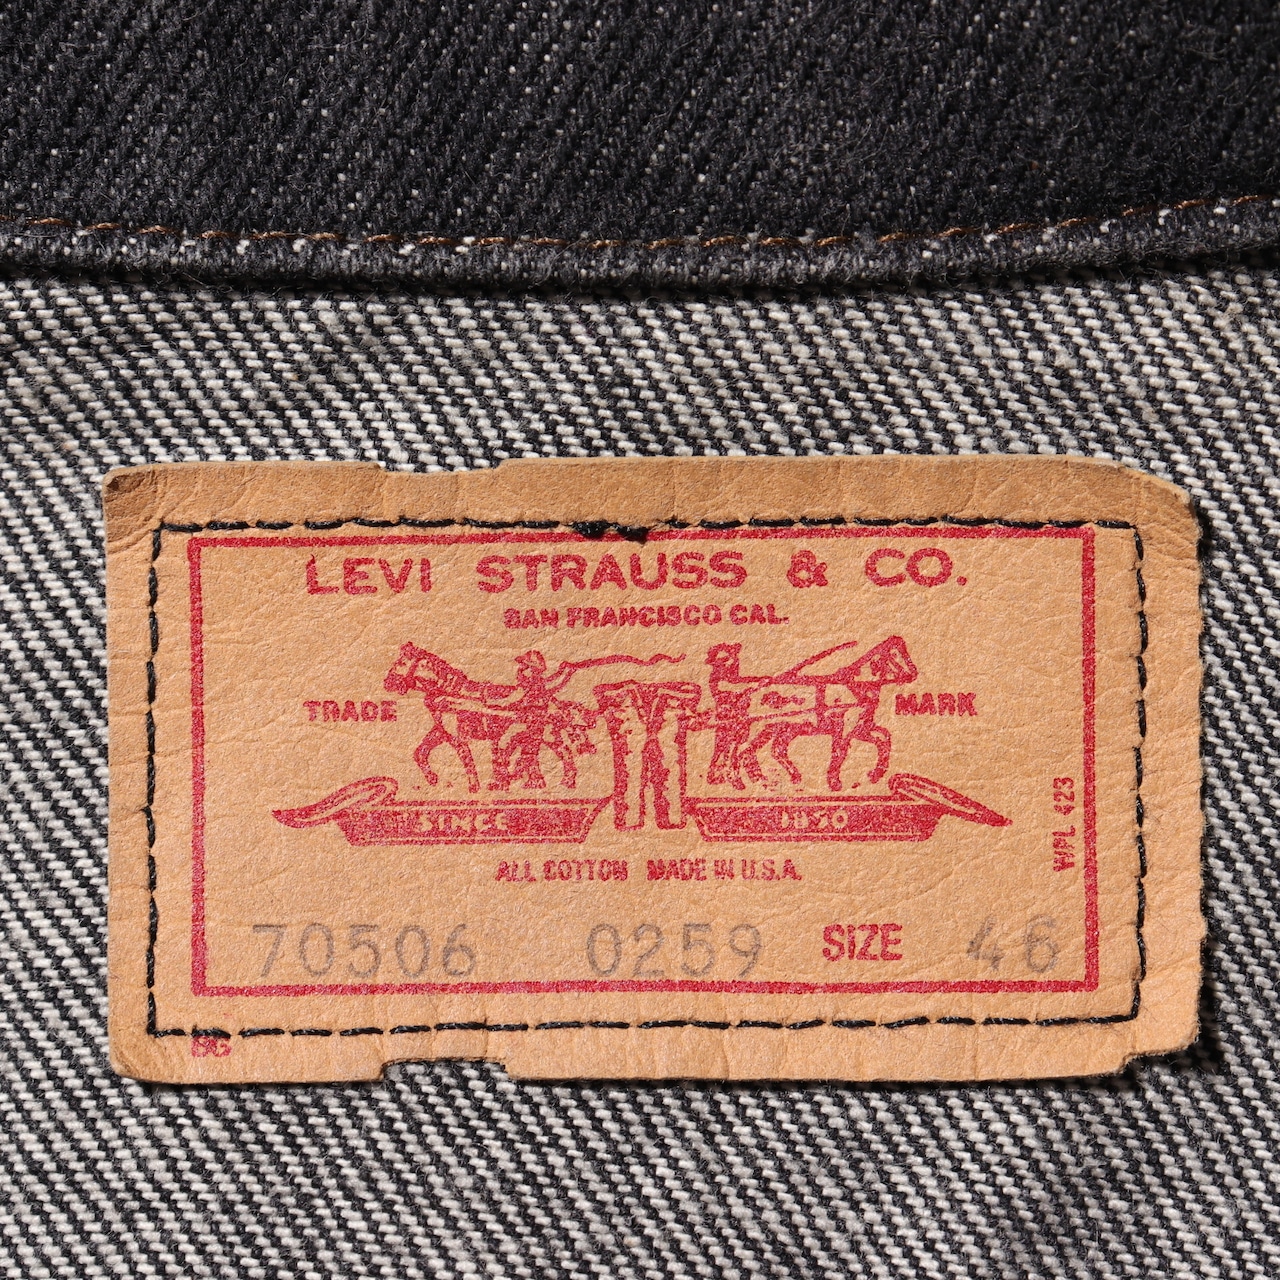 LEVI STRAUSS & CO.
SAN FRANCISCO CAL.
TRADE MARK
SINCE 1850
WPL 423
ALL COTTON MADE IN U.S.A.
70506 0259 SIZE 46